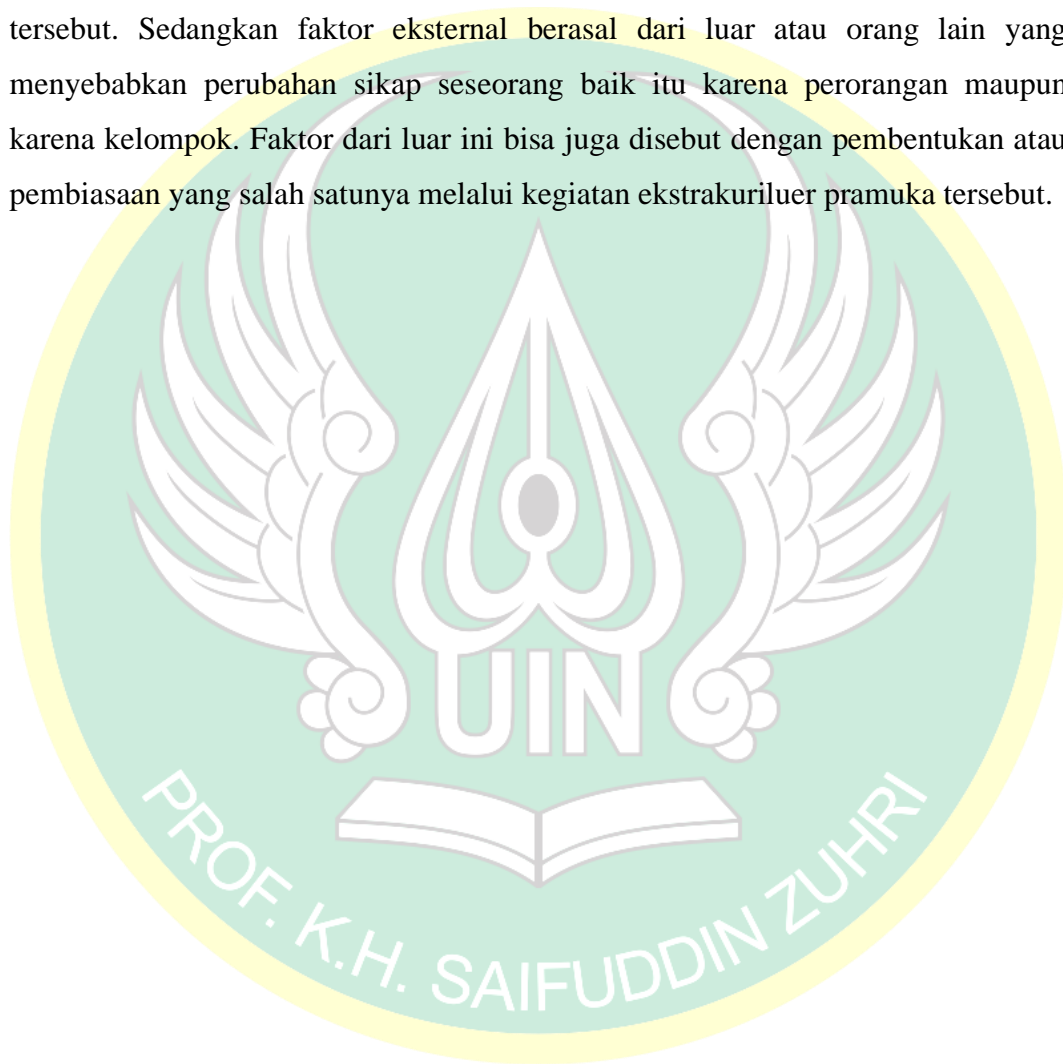 tersebut. Sedangkan faktor eksternal berasal dari luar atau orang lain yang
menyebabkan perubahan sikap seseorang baik itu karena perorangan maupun
karena kelompok. Faktor dari luar ini bisa juga disebut dengan pembentukan atau
pembiasaan yang salah satunya melalui kegiatan ekstrakuriluer pramuka tersebut.
UIN
PROF. K.H. SAIFUDDIN ZUHRI